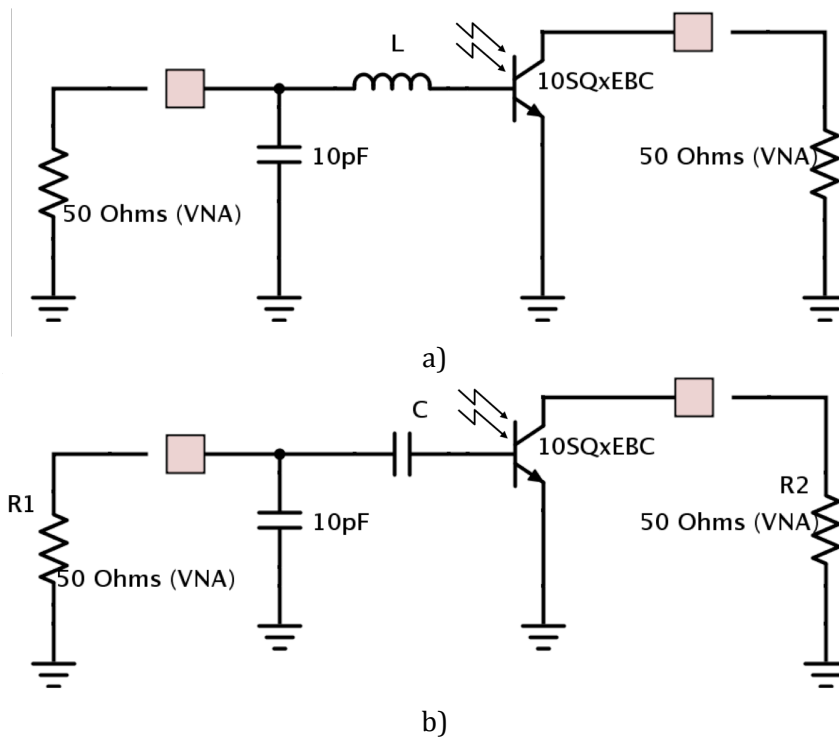 L
10SQxEBC
10pF
50 Ohms (VNA)
50 Ohms (VNA)
a)
C
10SQxEBC
R1
R2
10pF
50 Ohms (VNA)
50 Ohms (VNA)
b)